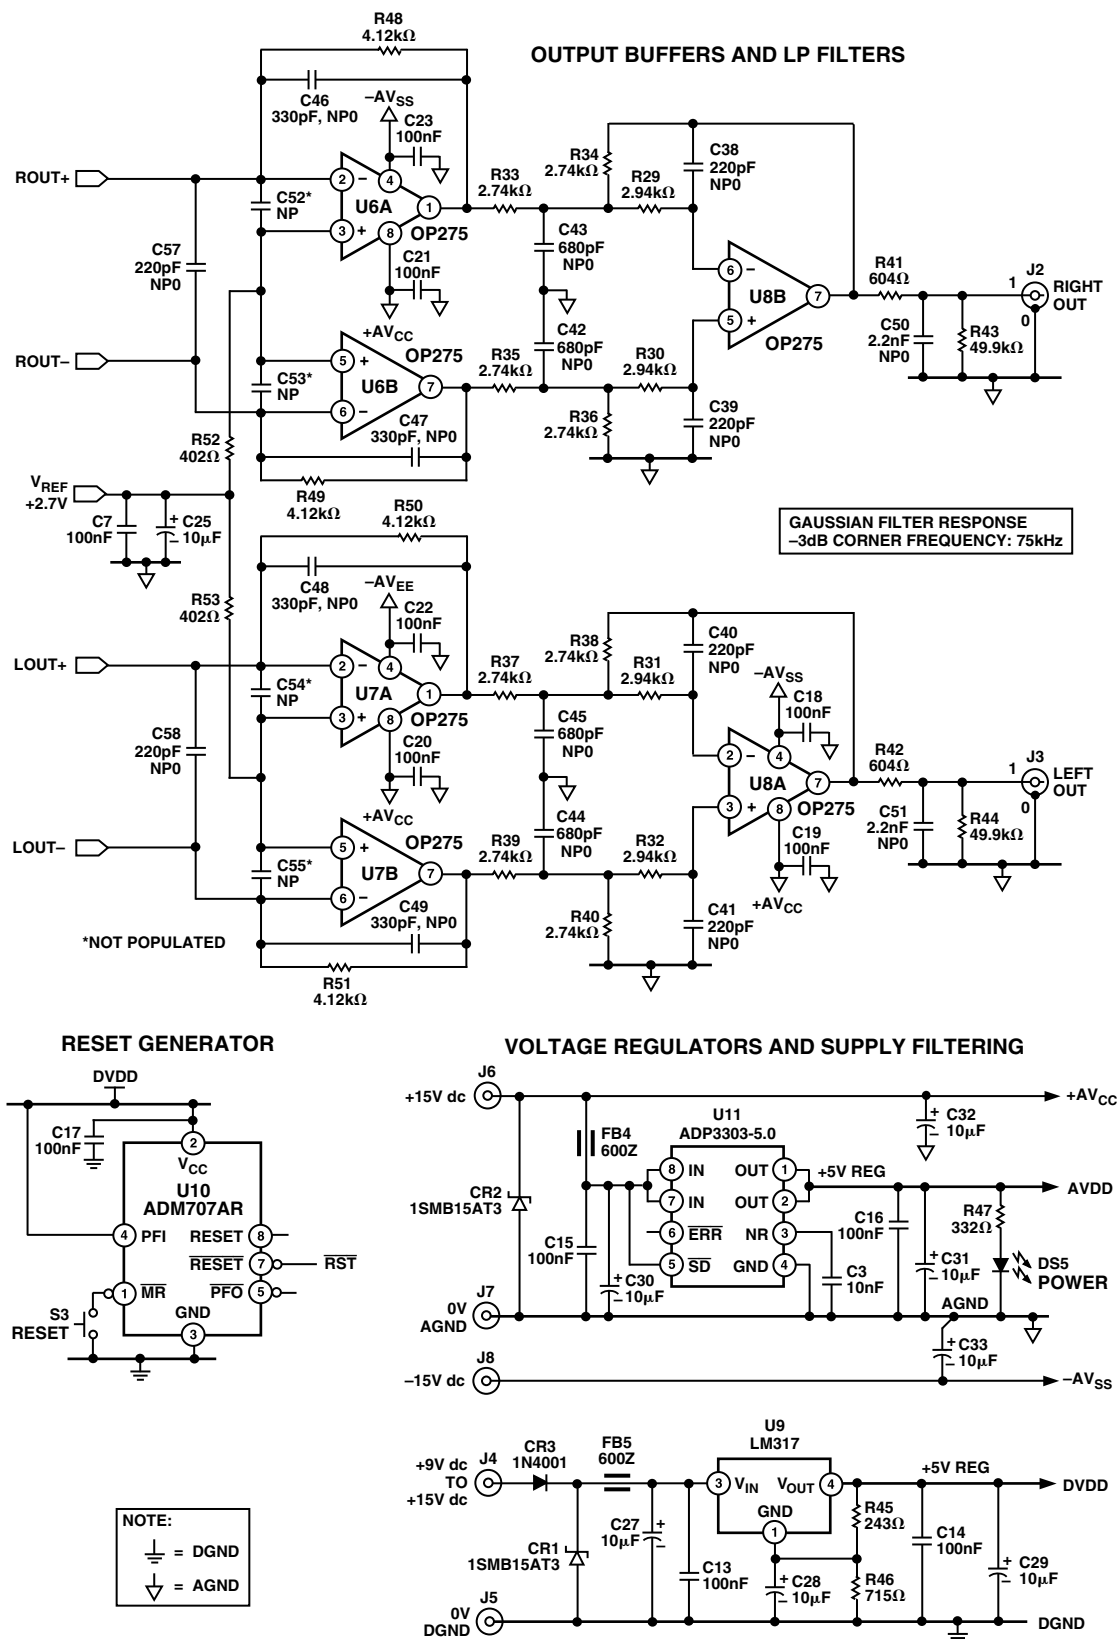 OUTPUT BUFFERS AND LP FILTERS
R48
4.12kΩ
C46
330pF, NP0
–AVSS
C23
100nF
ROUT+
C52*
NP
2
–
4
U6A
1
3
+
8
OP275
C57
220pF
NP0
C21
100nF
R33
2.74kΩ
R34
2.74kΩ
R29
2.94kΩ
C38
220pF
NP0
C43
680pF
NP0
6
–
U8B
7
5
+
OP275
R41
604Ω
J2
1
RIGHT
OUT
0
C50
2.2nF
NP0
R43
49.9kΩ
+AVCC
ROUT–
C53*
NP
5
+
OP275
U6B
7
6
–
C47
330pF, NP0
R35
2.74kΩ
C42
680pF
NP0
R30
2.94kΩ
R36
2.74kΩ
C39
220pF
NP0
R52
402Ω
R49
4.12kΩ
VREF
+2.7V
C7
100nF
+
–
C25
10µF
R53
402Ω
GAUSSIAN FILTER RESPONSE
–3dB CORNER FREQUENCY: 75kHz
R50
4.12kΩ
C48
330pF, NP0
–AVEE
C22
100nF
LOUT+
C54*
NP
2
–
4
U7A
1
3
+
8
OP275
C58
220pF
NP0
C20
100nF
R37
2.74kΩ
R38
2.74kΩ
R31
2.94kΩ
C40
220pF
NP0
–AVSS
C18
100nF
C45
680pF
NP0
2
–
4
U8A
7
3
+
8
OP275
C19
100nF
+AVCC
R42
604Ω
J3
1
LEFT
OUT
0
C51
2.2nF
NP0
R44
49.9kΩ
+AVCC
LOUT–
C55*
NP
5
+
OP275
U7B
7
6
–
C49
330pF, NP0
R39
2.74kΩ
C44
680pF
NP0
R32
2.94kΩ
R40
2.74kΩ
C41
220pF
NP0
*NOT POPULATED
R51
4.12kΩ
RESET GENERATOR
DVDD
C17
100nF
2
VCC
U10
ADM707AR
4
PFI
RESET
8
RESET
7
RST
1
MR
PFO
5
GND
3
S3
RESET
VOLTAGE REGULATORS AND SUPPLY FILTERING
J6
+15V dc
+AVCC
FB4
600Z
U11
ADP3303-5.0
+
–
C32
10µF
8
IN
OUT
1
+5V REG
7
IN
OUT
2
AVDD
6
ERR
NR
3
5
SD
GND
4
CR2
1SMB15AT3
C15
100nF
+
–
C30
10µF
C3
10nF
C16
100nF
+
–
C31
10µF
R47
332Ω
DS5
POWER
J7
0V
AGND
AGND
+
–
C33
10µF
J8
–15V dc
–AVSS
J4
+9V dc
TO
+15V dc
CR3
1N4001
FB5
600Z
U9
LM317
3
VIN
VOUT
4
GND
1
+5V REG
DVDD
CR1
1SMB15AT3
C27
10µF
+
–
C13
100nF
+
–
C28
10µF
R45
243Ω
R46
715Ω
C14
100nF
+
–
C29
10µF
J5
0V
DGND
DGND
NOTE:
= DGND
= AGND